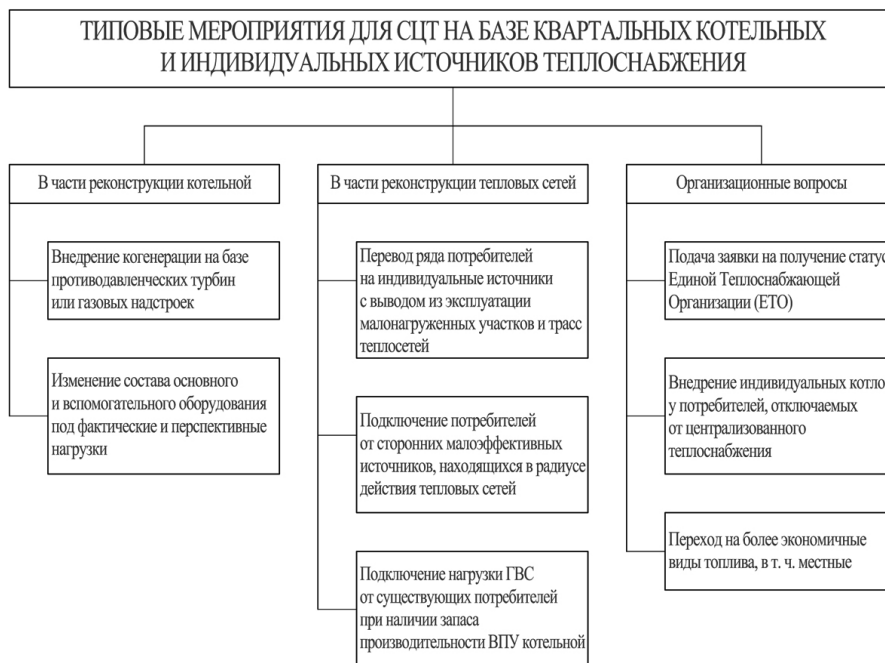 ТИПОВЫЕ МЕРОПРИЯТИЯ ДЛЯ СЦТ НА БАЗЕ КВАРТАЛЬНЫХ КОТЕЛЬНЫХ
И ИНДИВИДУАЛЬНЫХ ИСТОЧНИКОВ ТЕПЛОСНАБЖЕНИЯ
В части реконструкции котельной
Внедрение когенерации на базе
противодавленческих турбин
или газовых надстроек
Изменение состава основного
и вспомогательного оборудования
под фактические и перспективные
нагрузки
В части реконструкции тепловых сетей
Перевод ряда потребителей
на индивидуальные источники
с выводом из эксплуатации
малонагруженных участков и трасс
теплосетей
Подключение потребителей
от сторонних малоэффективных
источников, находящихся в радиусе
действия тепловых сетей
Подключение нагрузки ГВС
от существующих потребителей
при наличии запаса
производительности ВПУ котельной
Организационные вопросы
Подача заявки на получение
Единой Теплоснабжающей
Организации (ЕТО)
Внедрение индивидуальных
у потребителей, отключаемых
от централизованного
теплоснабжения
Переход на более экономичные
виды топлива, в т. ч. местные